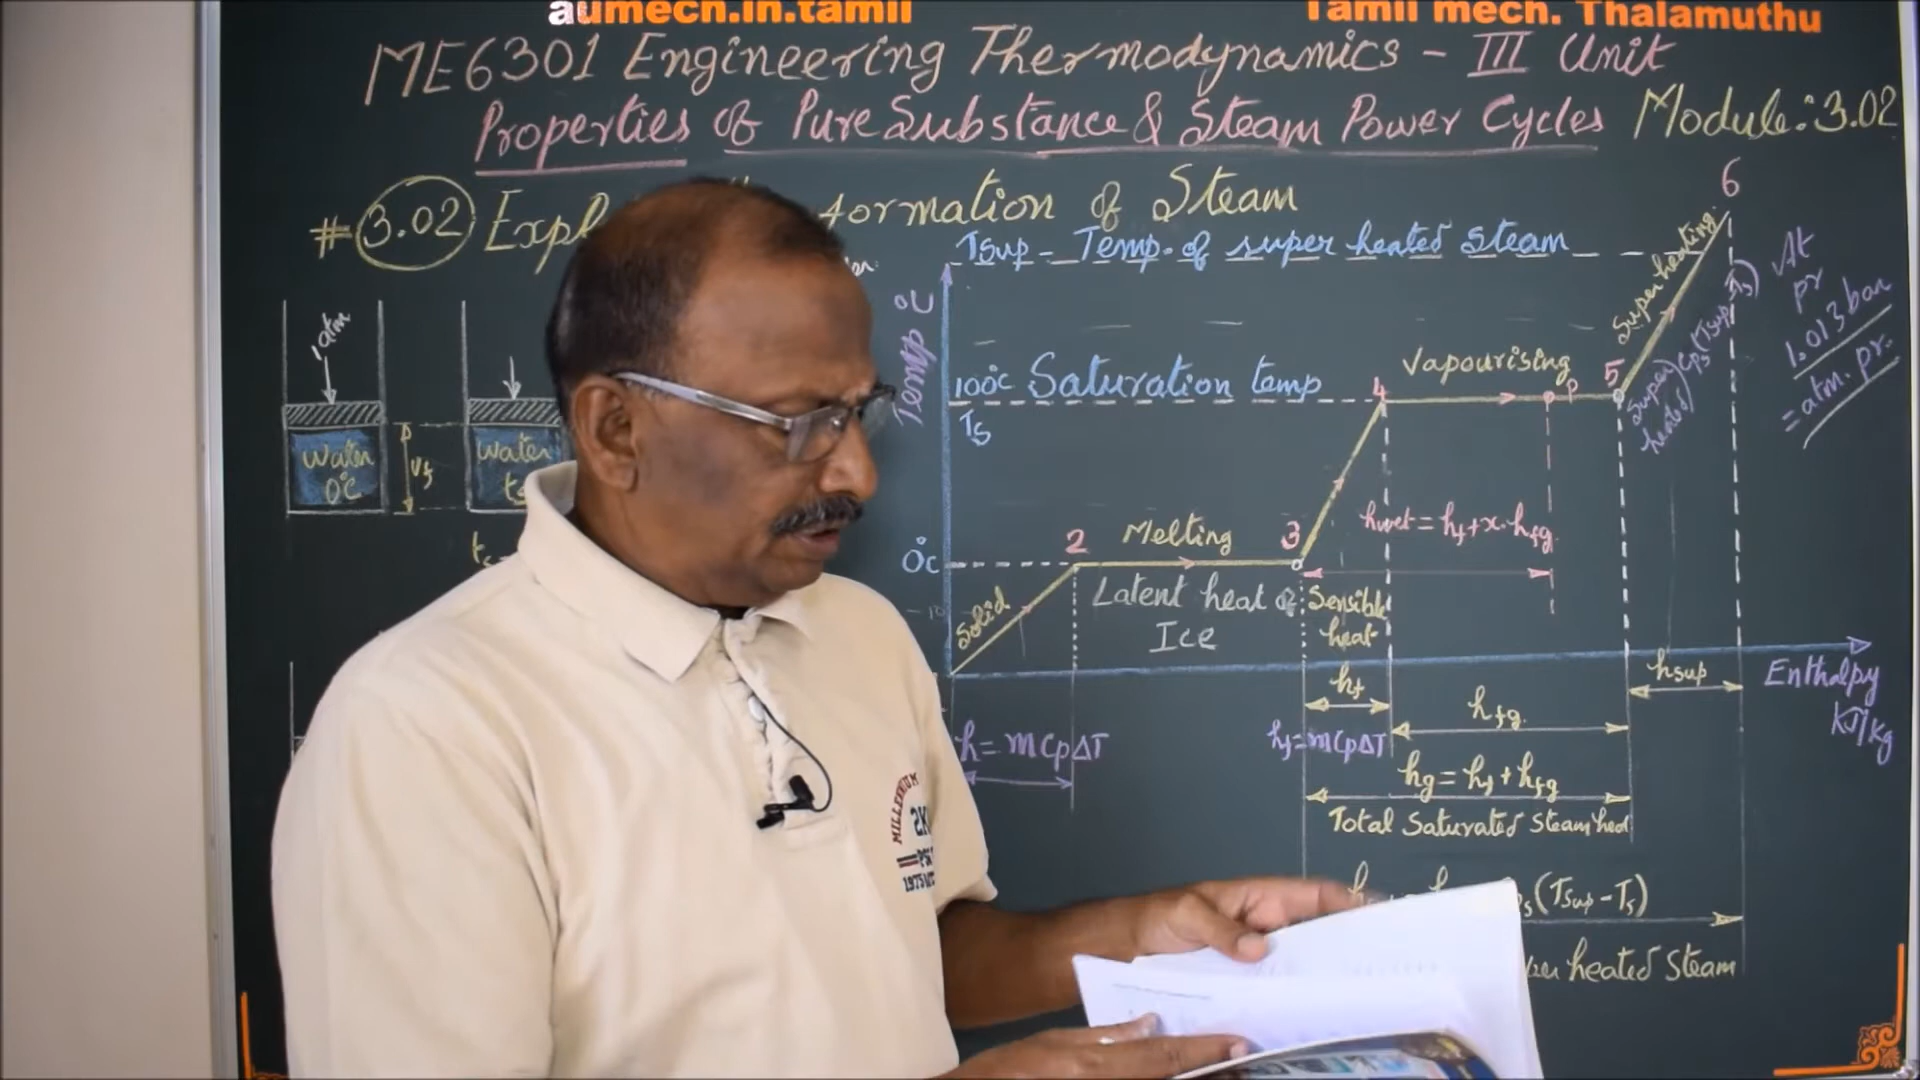 aumech.in.tamil
Tamil mech. Thalamuthu
ME6301 Engineering Thermodynamics - III Unit
Properties of Pure Substance & Steam Power Cycles Module:3.02
# 3.02 Expl formation of Steam
6
Tsup - Temp. of super heated steam
Super heating
At
pr
1.013 bar
= atm. pr.
Temp °C
1 atm
water
0°C
vf
water
100°C Saturation temp
Ts
4
Vapourising
P
5
Super
heated
Cps(Tsup-Ts)
hwet = hf + x.hfg
0°C
2
Melting
3
Solid
Latent heat of
Ice
Sensible
heat
hf
hfg
hsup
Enthalpy
kJ/kg
h = mCpΔT
hf = mCpΔT
hg = hf + hfg
Total Saturated Steam heat
(Tsup - Ts)
heated Steam
MILLENNIUM